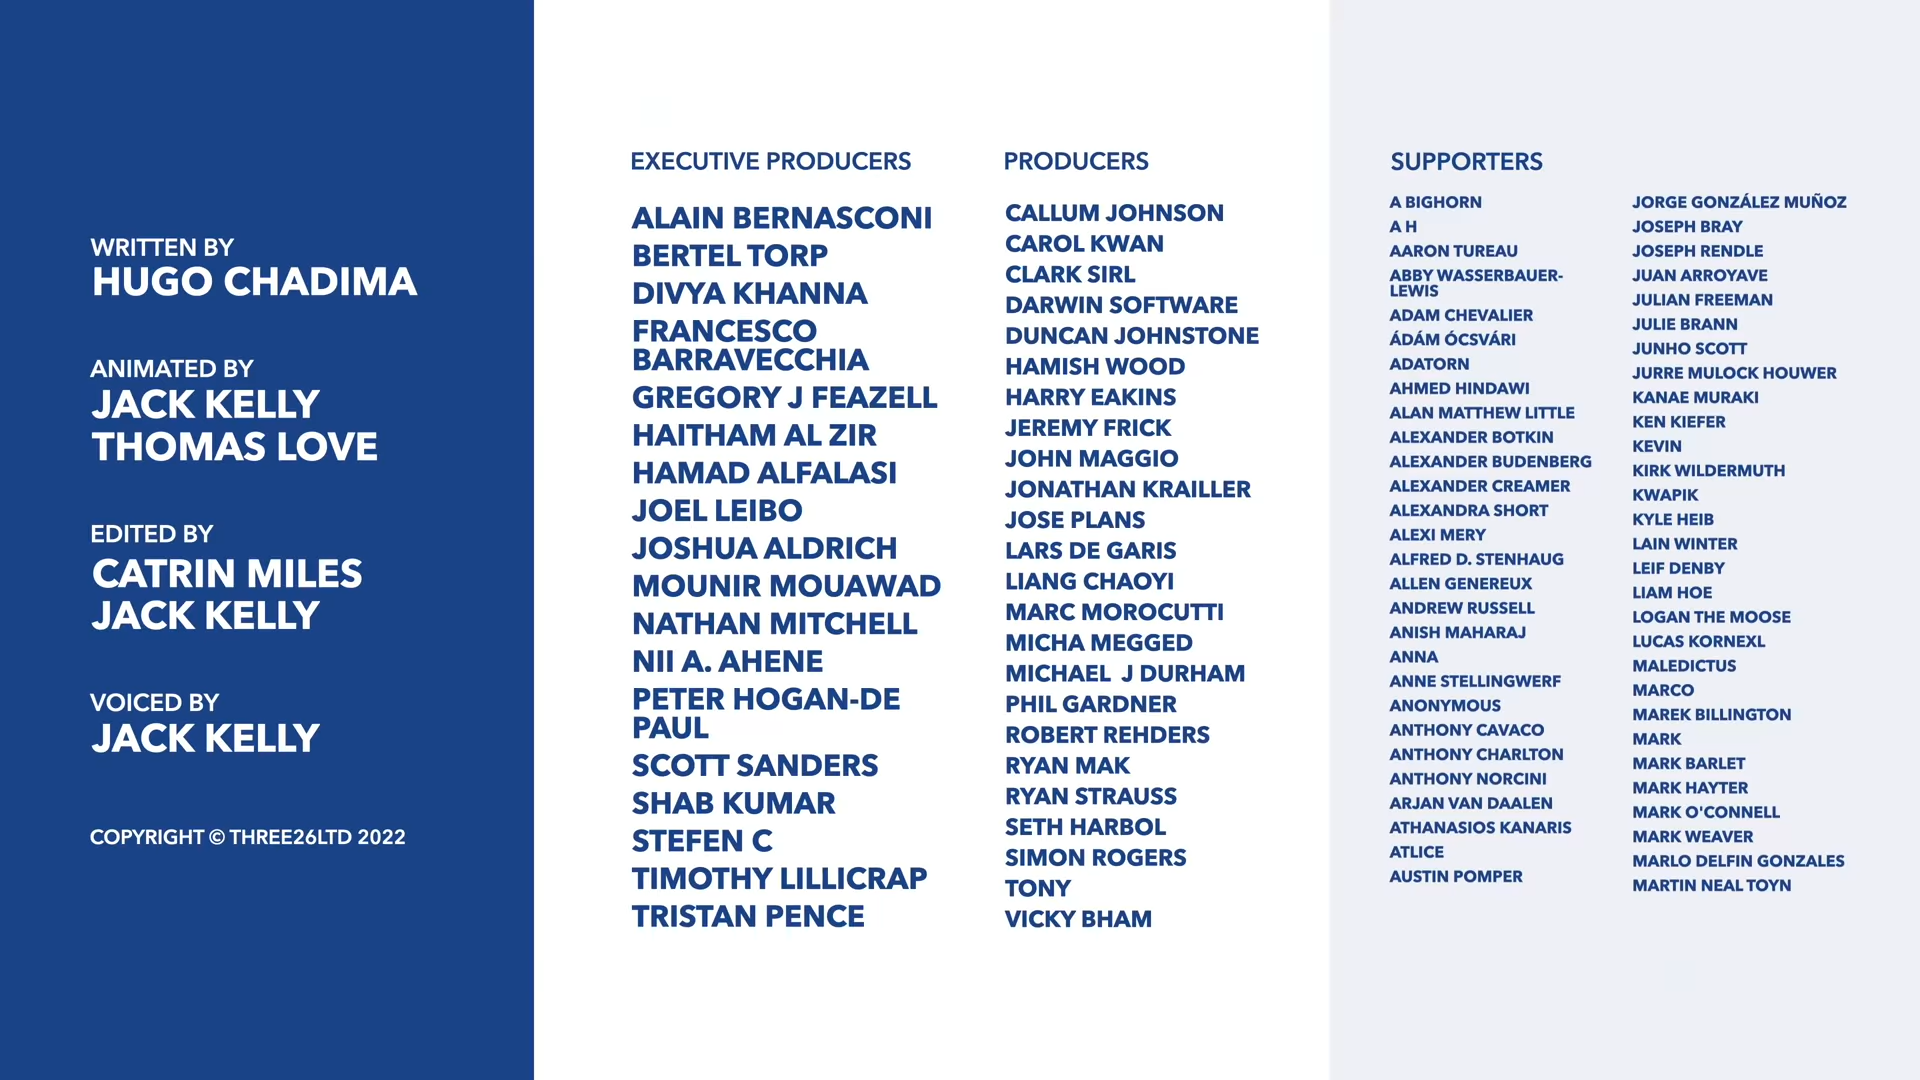 WRITTEN BY
HUGO CHADIMA
ANIMATED BY
JACK KELLY
THOMAS LOVE
EDITED BY
CATRIN MILES
JACK KELLY
VOICED BY
JACK KELLY
COPYRIGHT © THREE26LTD 2022
EXECUTIVE PRODUCERS
ALAIN BERNASCONI
BERTEL TORP
DIVYA KHANNA
FRANCESCO
BARRAVECCHIA
GREGORY J FEAZELL
HAITHAM AL ZIR
HAMAD ALFALASI
JOEL LEIBO
JOSHUA ALDRICH
MOUNIR MOUAWAD
NATHAN MITCHELL
NII A. AHENE
PETER HOGAN-DE
PAUL
SCOTT SANDERS
SHAB KUMAR
STEFEN C
TIMOTHY LILLICRAP
TRISTAN PENCE
PRODUCERS
CALLUM JOHNSON
CAROL KWAN
CLARK SIRL
DARWIN SOFTWARE
DUNCAN JOHNSTONE
HAMISH WOOD
HARRY EAKINS
JEREMY FRICK
JOHN MAGGIO
JONATHAN KRAILLER
JOSE PLANS
LARS DE GARIS
LIANG CHAOYI
MARC MOROCUTTI
MICHA MEGGED
MICHAEL  J DURHAM
PHIL GARDNER
ROBERT REHDERS
RYAN MAK
RYAN STRAUSS
SETH HARBOL
SIMON ROGERS
TONY
VICKY BHAM
SUPPORTERS
A BIGHORN
A H
AARON TUREAU
ABBY WASSERBAUER-
LEWIS
ADAM CHEVALIER
ÁDÁM ÓCSVÁRI
ADATORN
AHMED HINDAWI
ALAN MATTHEW LITTLE
ALEXANDER BOTKIN
ALEXANDER BUDENBERG
ALEXANDER CREAMER
ALEXANDRA SHORT
ALEXI MERY
ALFRED D. STENHAUG
ALLEN GENEREUX
ANDREW RUSSELL
ANISH MAHARAJ
ANNA
ANNE STELLINGWERF
ANONYMOUS
ANTHONY CAVACO
ANTHONY CHARLTON
ANTHONY NORCINI
ARJAN VAN DAALEN
ATHANASIOS KANARIS
ATLICE
AUSTIN POMPER
JORGE GONZÁLEZ MUÑOZ
JOSEPH BRAY
JOSEPH RENDLE
JUAN ARROYAVE
JULIAN FREEMAN
JULIE BRANN
JUNHO SCOTT
JURRE MULOCK HOUWER
KANAE MURAKI
KEN KIEFER
KEVIN
KIRK WILDERMUTH
KWAPIK
KYLE HEIB
LAIN WINTER
LEIF DENBY
LIAM HOE
LOGAN THE MOOSE
LUCAS KORNEXL
MALEDICTUS
MARCO
MAREK BILLINGTON
MARK
MARK BARLET
MARK HAYTER
MARK O'CONNELL
MARK WEAVER
MARLO DELFIN GONZALES
MARTIN NEAL TOYN